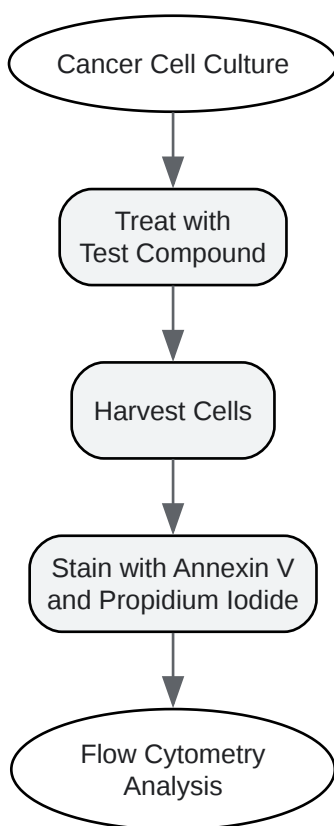 Cancer Cell Culture
Treat with
Test Compound
Harvest Cells
Stain with Annexin V
and Propidium Iodide
Flow Cytometry
Analysis